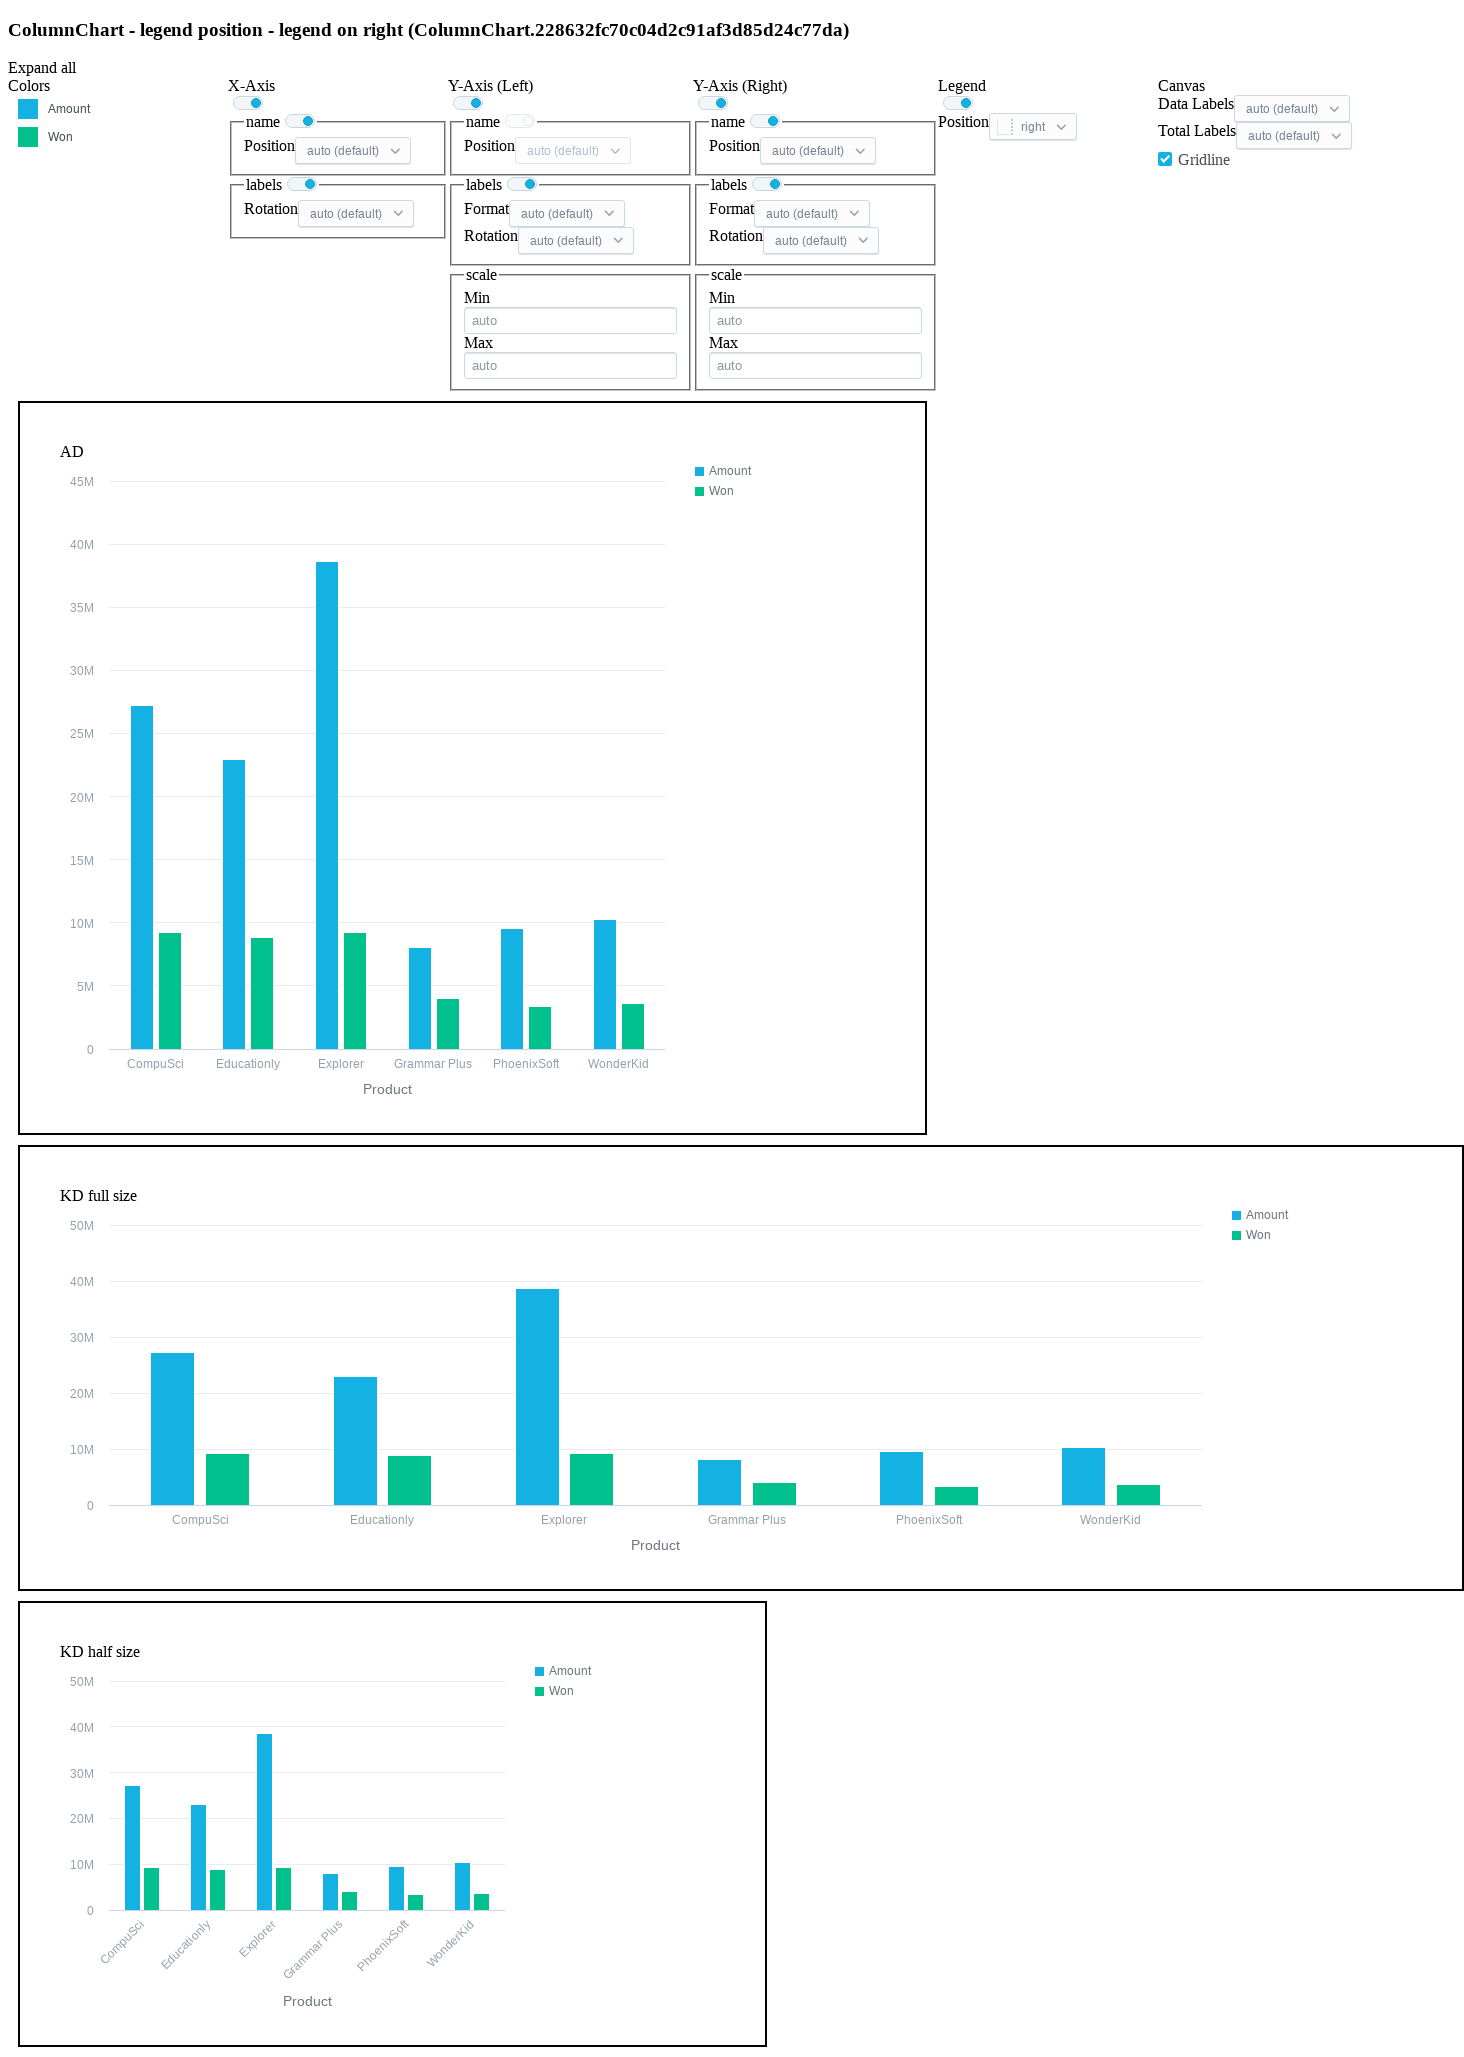 ColumnChart - legend position - legend on right (ColumnChart.228632fc70c04d2c91af3d85d24c77da)
Expand all
Colors
Amount
Won
X-Axis
name
Position auto (default)
labels
Rotation auto (default)
Y-Axis (Left)
name
Position auto (default)
labels
Format auto (default)
Rotation auto (default)
scale
Min
auto
Max
auto
Y-Axis (Right)
name
Position auto (default)
labels
Format auto (default)
Rotation auto (default)
scale
Min
auto
Max
auto
Legend
Position right
Canvas
Data Labels auto (default)
Total Labels auto (default)
Gridline
AD
45M
40M
35M
30M
25M
20M
15M
10M
5M
0
CompuSci Educationly Explorer Grammar Plus PhoenixSoft WonderKid
Product
Amount
Won
KD full size
50M
40M
30M
20M
10M
0
CompuSci Educationly Explorer Grammar Plus PhoenixSoft WonderKid
Product
Amount
Won
KD half size
50M
40M
30M
20M
10M
0
CompuSci Educationly Explorer Grammar Plus PhoenixSoft WonderKid
Product
Amount
Won